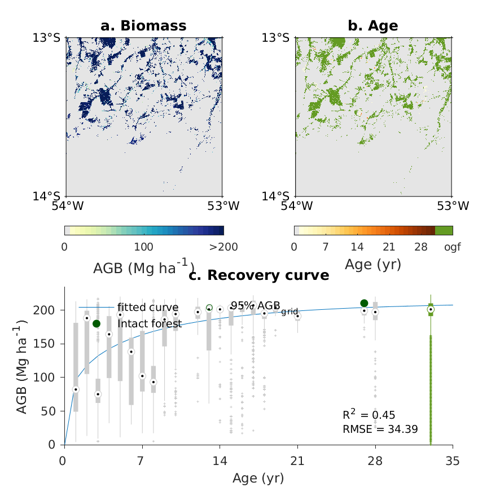 a. Biomass
b. Age
13°S
13°S
14°S
14°S
54°W
53°W
54°W
53°W
0
100
>200
0
7
14
21
28
ogf
AGB (Mg ha⁻¹)
Age (yr)
c. Recovery curve
fitted curve
95% AGB grid
Intact forest
AGB (Mg ha⁻¹)
200
150
100
50
0
R² = 0.45
RMSE = 34.39
0
7
14
21
28
35
Age (yr)